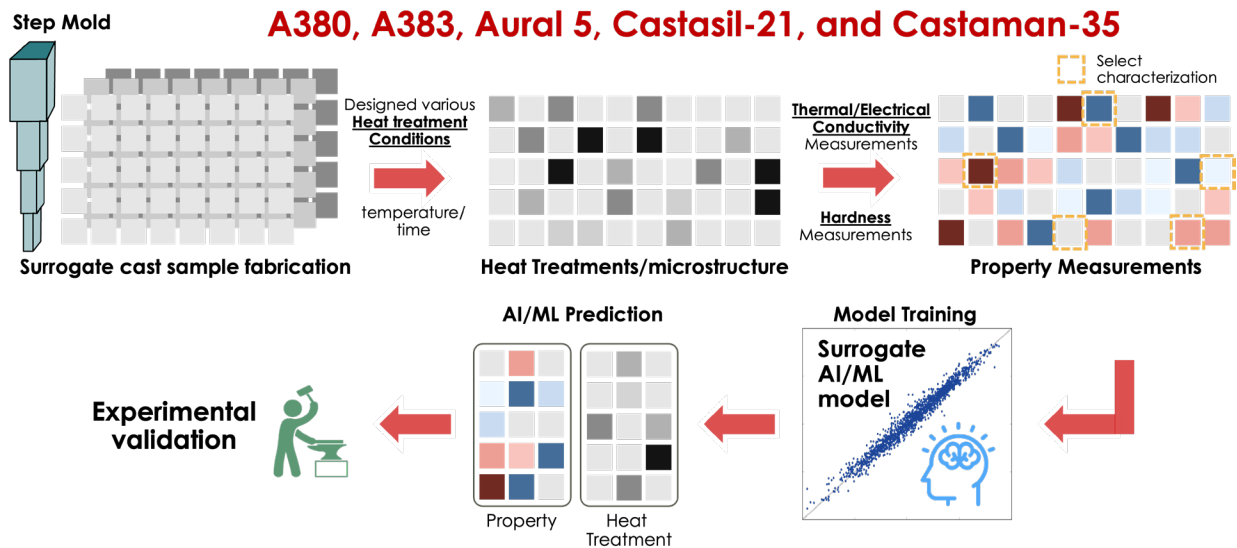 Step Mold
A380, A383, Aural 5, Castasil-21, and Castaman-35
Select
characterization
Designed various
Heat treatment
Conditions
temperature/
time
Thermal/Electrical
Conductivity
Measurements
Hardness
Measurements
Surrogate cast sample fabrication
Heat Treatments/microstructure
Property Measurements
AI/ML Prediction
Model Training
Surrogate
AI/ML
model
Experimental
validation
Property
Heat
Treatment